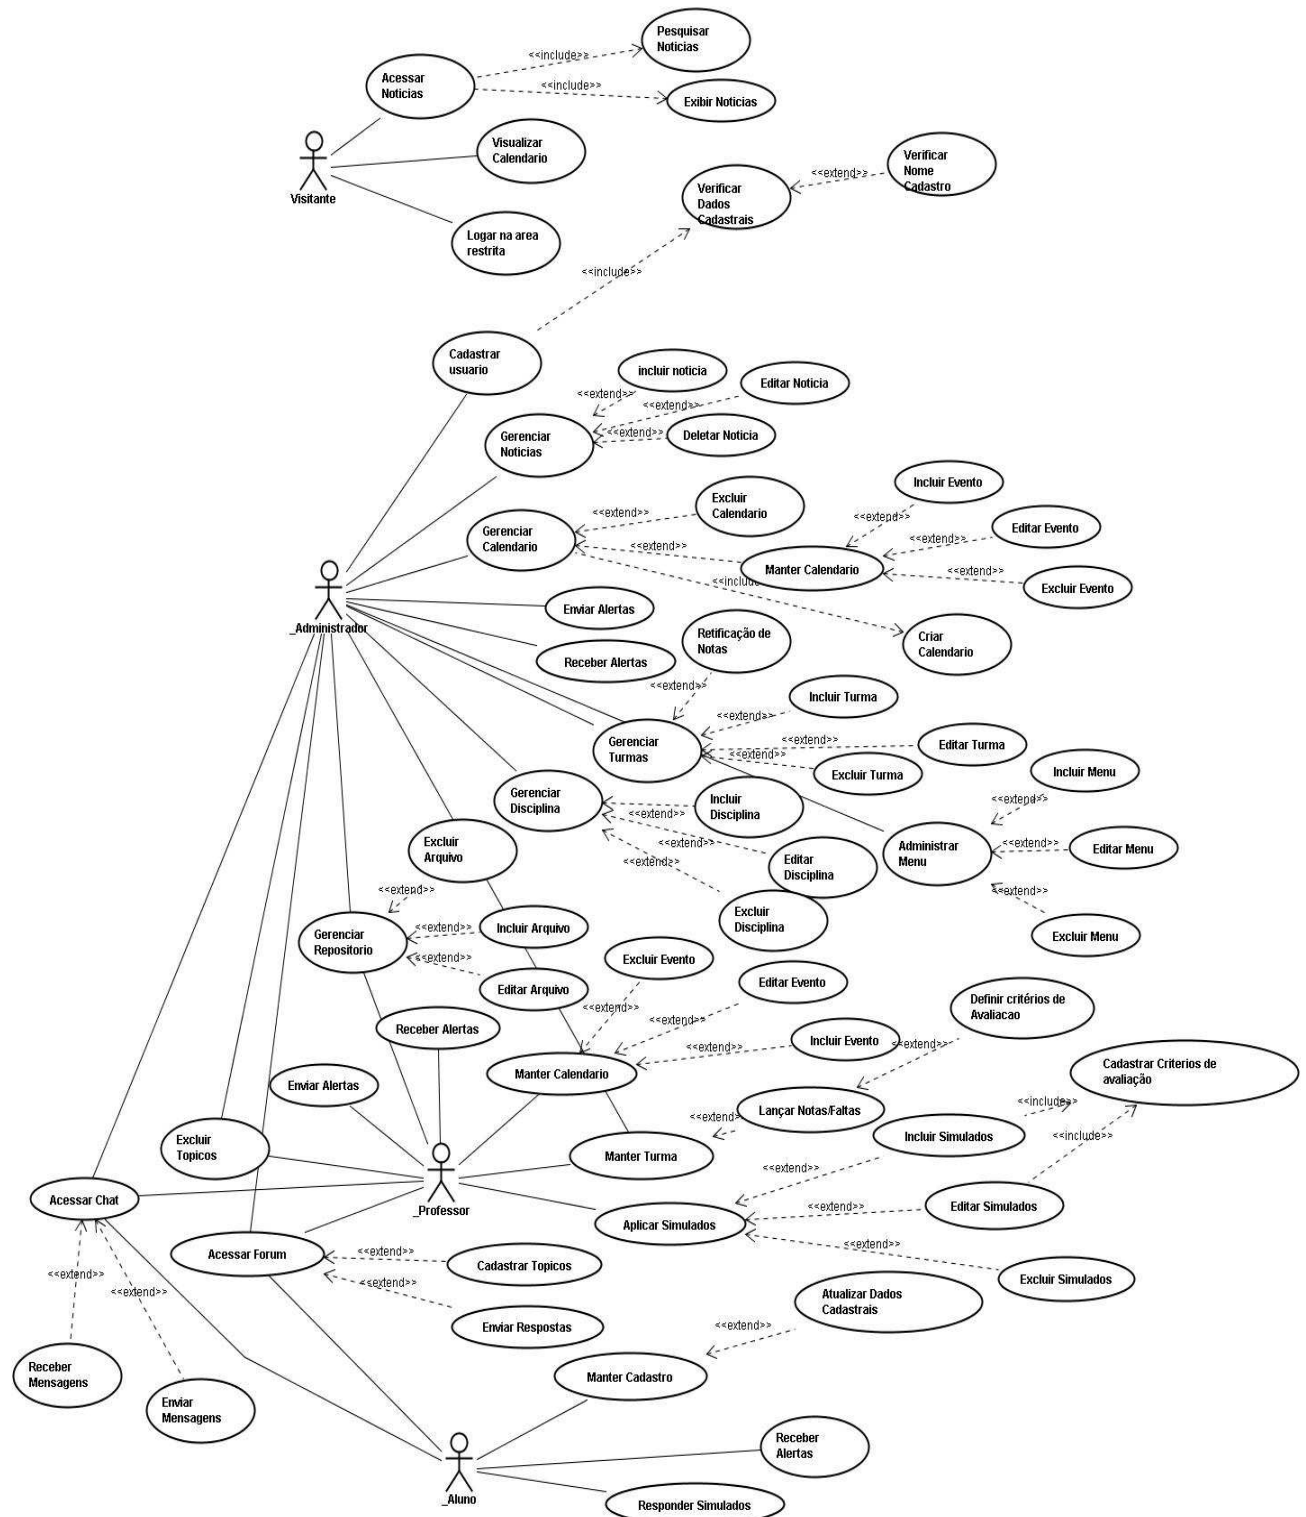 Pesquisar
Noticias
<<include>>
Acessar
Noticias
<<include>>
Exibir Noticias
Visualizar
Calendario
Visitante
Verificar
Nome
Cadastro
<<extend>>
Verificar
Dados
Cadastrais
Logar na area
restrita
<<include>>
Cadastrar
usuario
incluir noticia
Editar Noticia
<<extend>>
<<extend>>
<<extend>>
Deletar Noticia
Gerenciar
Noticias
Incluir Evento
Excluir
Calendario
<<extend>>
<<extend>>
Editar Evento
Gerenciar
Calendario
<<extend>>
<<extend>>
Manter Calendario
<<extend>>
Excluir Evento
<<include
_Administrador
Enviar Alertas
Retificação de
Notas
Criar
Calendario
Receber Alertas
<<extend>>
Incluir Turma
<<extend>>
Gerenciar
Turmas
<<extend>>
Editar Turma
<<extend>>
Excluir Turma
Incluir Menu
Gerenciar
Disciplina
Incluir
Disciplina
<<extend>>
<<extend>>
Excluir
Arquivo
Administrar
Menu
<<extend>>
Editar Menu
<<extend>>
Editar
Disciplina
<<extend>>
<<extend>>
Excluir
Disciplina
Excluir Menu
Gerenciar
Repositorio
<<extend>>
Incluir Arquivo
<<extend>>
Editar Arquivo
Excluir Evento
Editar Evento
<<extend>>
<<extend>>
Definir critérios de
Avaliacao
Receber Alertas
<<extend>>
Incluir Evento
<<extend>>
Manter Calendario
Cadastrar Criterios de
avaliação
Enviar Alertas
Lançar Notas/Faltas
<<include>>
<<extend>
Incluir Simulados
<<include>>
Excluir
Topicos
Manter Turma
<<extend>>
Acessar Chat
_Professor
Aplicar Simulados
<<extend>>
Editar Simulados
<<extend>>
Acessar Forum
<<extend>>
Cadastrar Topicos
Excluir Simulados
<<extend>>
<<extend>>
<<extend>>
Atualizar Dados
Cadastrais
Enviar Respostas
<<extend>>
Receber
Mensagens
Manter Cadastro
Enviar
Mensagens
Receber
Alertas
_Aluno
Responder Simulados